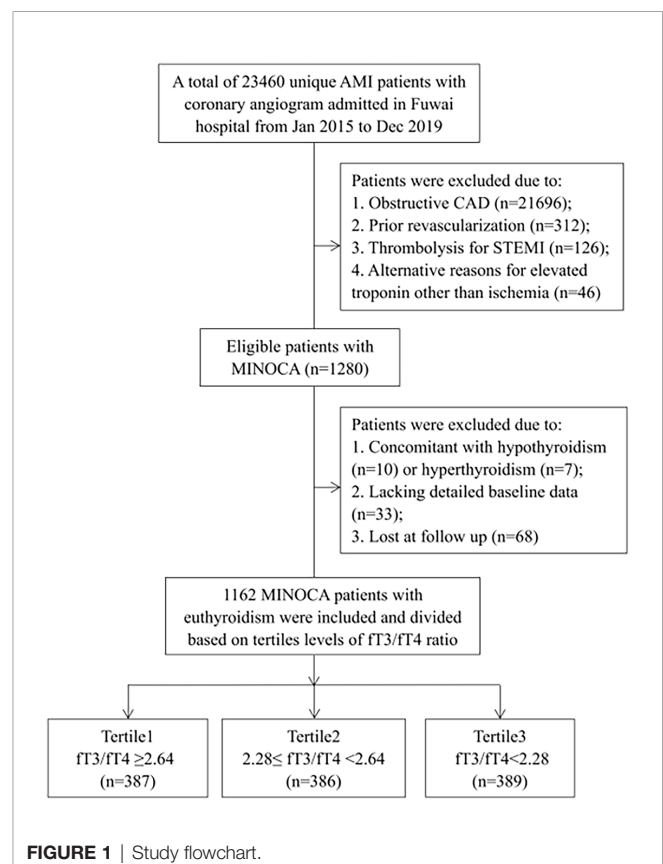 A total of 23460 unique AMI patients with
coronary angiogram admitted in Fuwai
hospital from Jan 2015 to Dec 2019
Patients were excluded due to:
1. Obstructive CAD (n=21696);
2. Prior revascularization (n=312);
3. Thrombolysis for STEMI (n=126);
4. Alternative reasons for elevated
troponin other than ischemia (n=46)
Eligible patients with
MINOCA (n=1280)
Patients were excluded due to:
1. Concomitant with hypothyroidism
(n=10) or hyperthyroidism (n=7);
2. Lacking detailed baseline data
(n=33);
3. Lost at follow up (n=68)
1162 MINOCA patients with
euthyroidism were included and divided
based on tertiles levels of fT3/fT4 ratio
Tertile1
fT3/fT4 ≥2.64
(n=387)
Tertile2
2.28≤ fT3/fT4 <2.64
(n=386)
Tertile3
fT3/fT4<2.28
(n=389)
FIGURE 1 | Study flowchart.